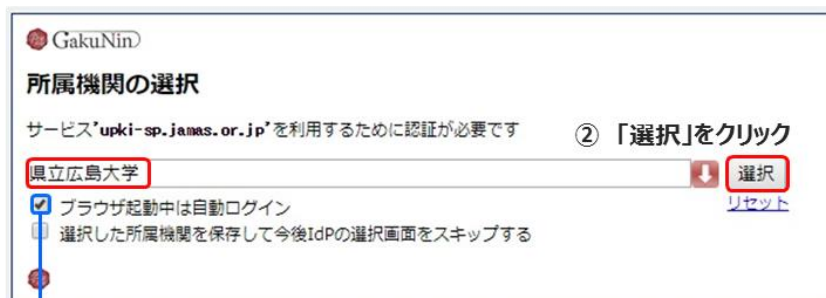 GakuNin
所属機関の選択
サービス'upki-sp.jamas.or.jp'を利用するために認証が必要です
② 「選択」をクリック
県立広島大学
選択
ブラウザ起動中は自動ログイン
リセット
選択した所属機関を保存して今後IdPの選択画面をスキップする